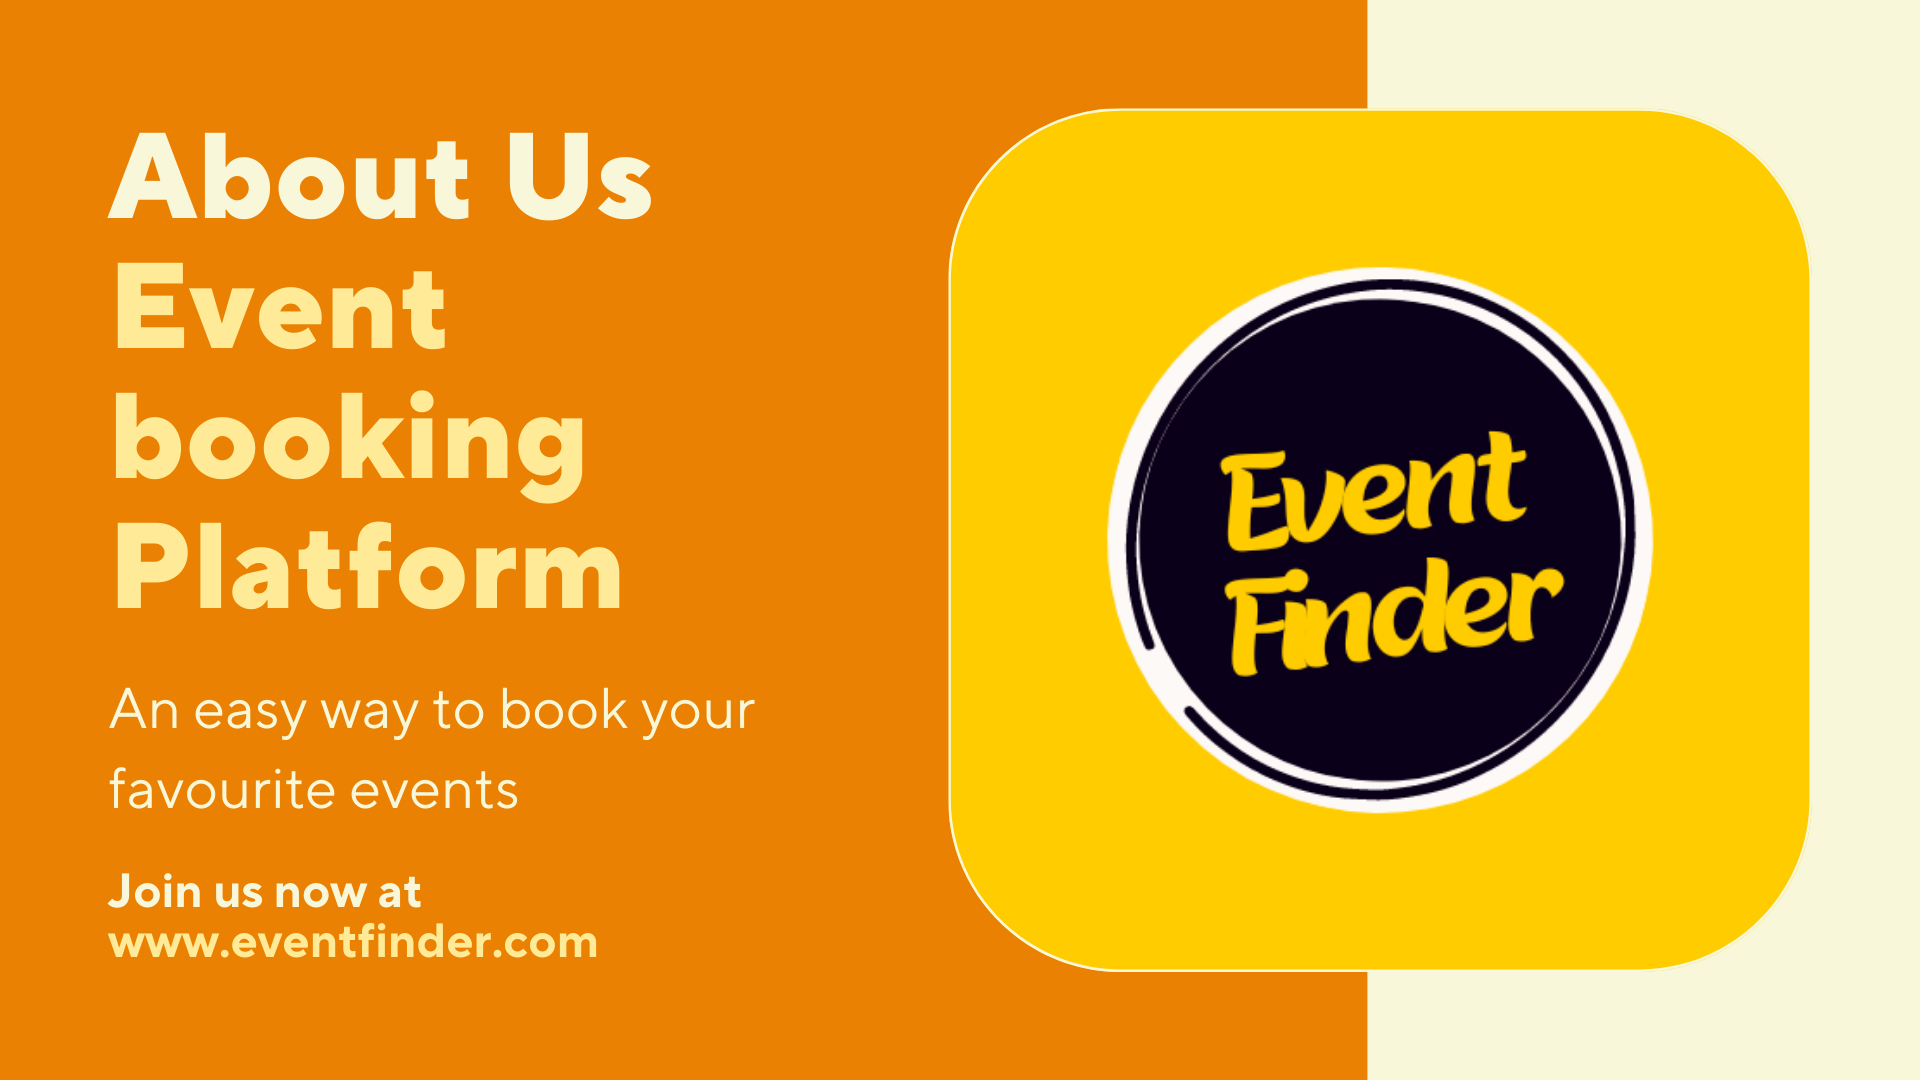 About Us
Event
booking
Platform
An easy way to book your
favourite events
Join us now at
www.eventfinder.com
Event
Finder